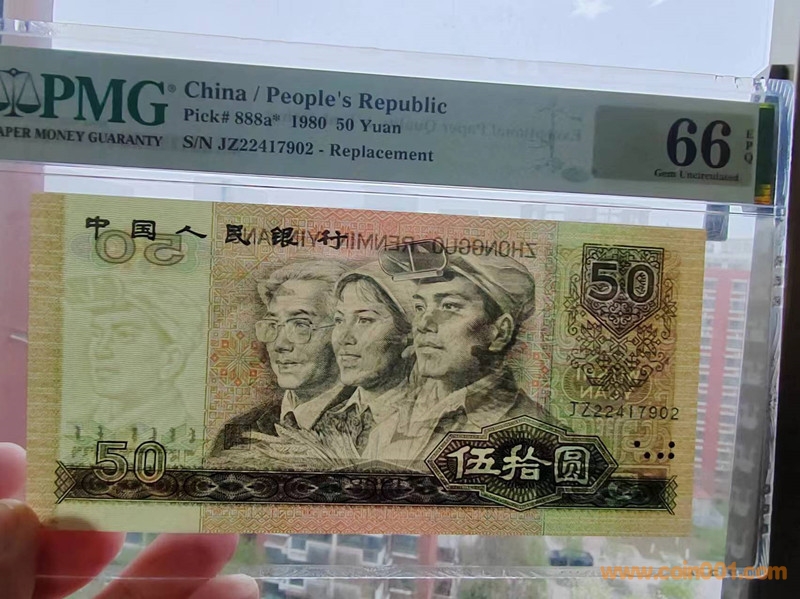 PMG®
PAPER MONEY GUARANTY
China / People's Republic
Pick# 888a* 1980 50 Yuan
S/N JZ22417902 - Replacement
66
EPQ
Gem Uncirculated
中国人民银行
50
ZHONGGUO RENMIN YINHANG
50
JZ22417902
50
伍拾圆
www.coin001.com